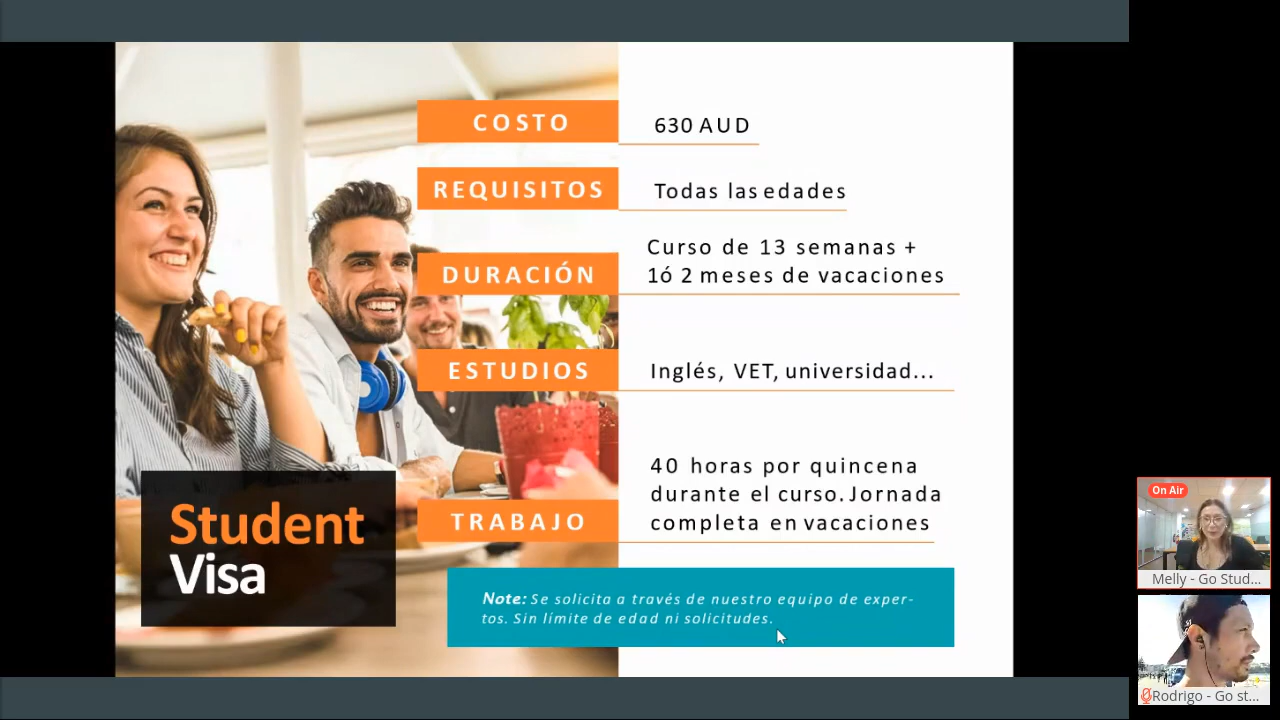 COSTO
630 AUD
REQUISITOS
Todas las edades
DURACIÓN
Curso de 13 semanas +
1ó 2 meses de vacaciones
ESTUDIOS
Inglés, VET, universidad...
TRABAJO
40 horas por quincena
durante el curso. Jornada
completa en vacaciones
Student
Visa
Note: Se solicita a través de nuestro equipo de exper-
tos. Sin límite de edad ni solicitudes.
On Air
Melly - Go Stud...
Rodrigo - Go st...